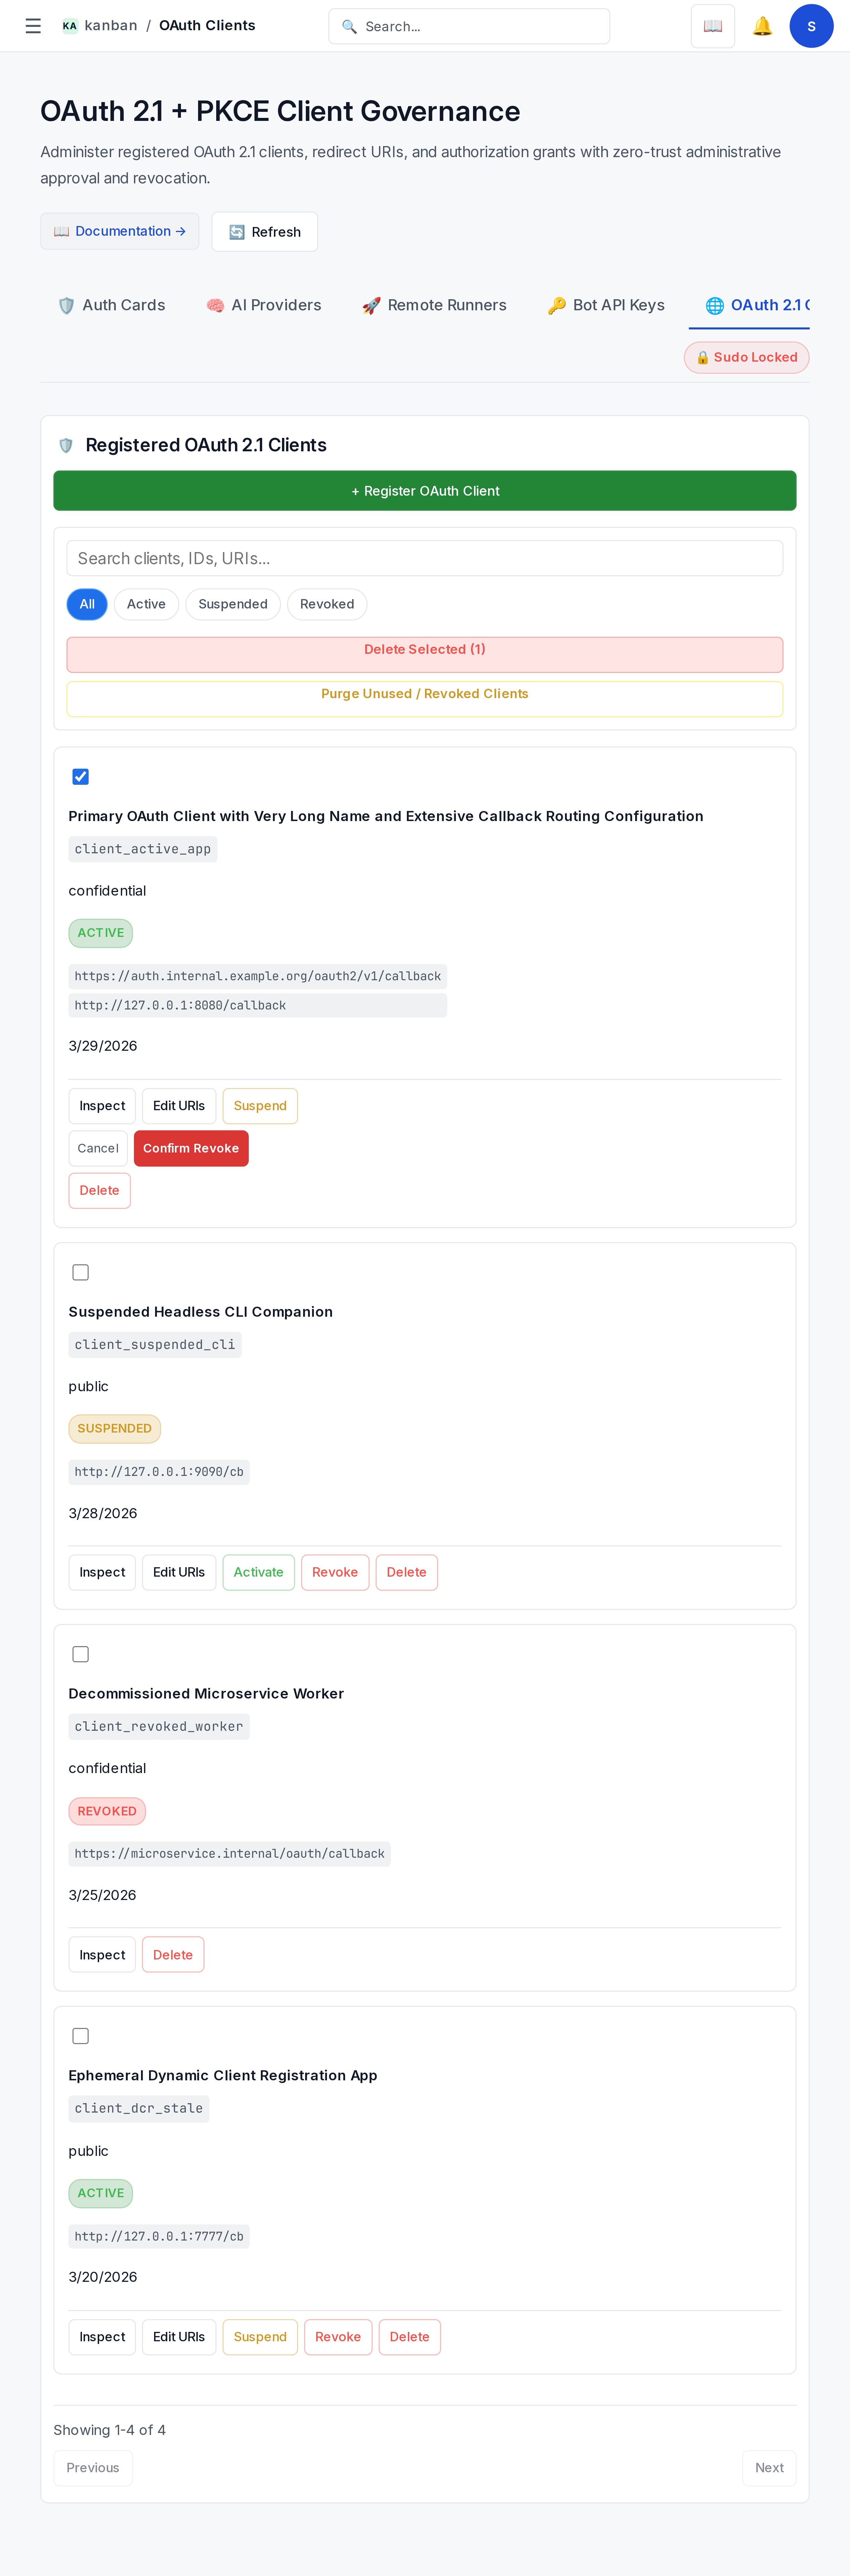 KA kanban / OAuth Clients
Search...
S
OAuth 2.1 + PKCE Client Governance
Administer registered OAuth 2.1 clients, redirect URIs, and authorization grants with zero-trust administrative
approval and revocation.
Documentation →
Refresh
Auth Cards
AI Providers
Remote Runners
Bot API Keys
OAuth 2.1
Sudo Locked
Registered OAuth 2.1 Clients
+ Register OAuth Client
Search clients, IDs, URIs...
All
Active
Suspended
Revoked
Delete Selected (1)
Purge Unused / Revoked Clients
Primary OAuth Client with Very Long Name and Extensive Callback Routing Configuration
client_active_app
confidential
ACTIVE
https://auth.internal.example.org/oauth2/v1/callback
http://127.0.0.1:8080/callback
3/29/2026
Inspect
Edit URIs
Suspend
Cancel
Confirm Revoke
Delete
Suspended Headless CLI Companion
client_suspended_cli
public
SUSPENDED
http://127.0.0.1:9090/cb
3/28/2026
Inspect
Edit URIs
Activate
Revoke
Delete
Decommissioned Microservice Worker
client_revoked_worker
confidential
REVOKED
https://microservice.internal/oauth/callback
3/25/2026
Inspect
Delete
Ephemeral Dynamic Client Registration App
client_dcr_stale
public
ACTIVE
http://127.0.0.1:7777/cb
3/20/2026
Inspect
Edit URIs
Suspend
Revoke
Delete
Showing 1-4 of 4
Previous
Next